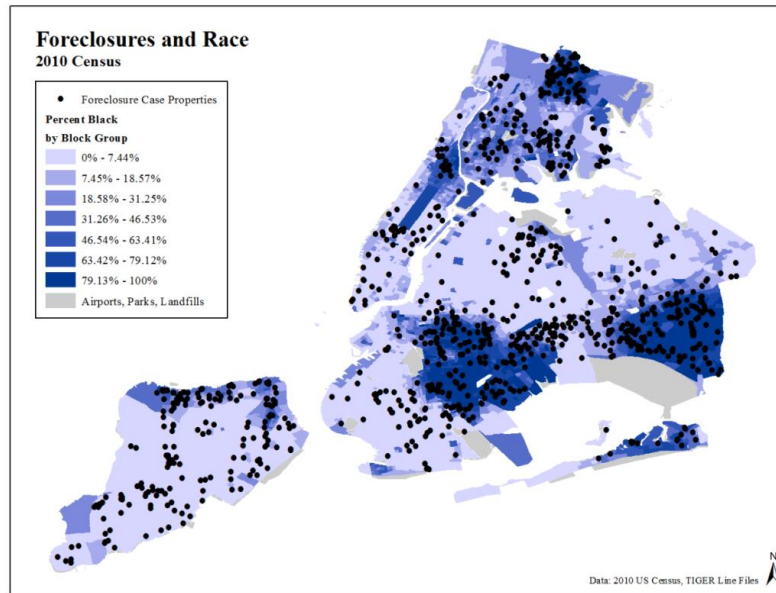 Foreclosures and Race
2010 Census
Foreclosure Case Properties
Percent Black
by Block Group
0% - 7.44%
7.45% - 18.57%
18.58% - 31.25%
31.26% - 46.53%
46.54% - 63.41%
63.42% - 79.12%
79.13% - 100%
Airports, Parks, Landfills
N
Data: 2010 US Census, TIGER Line Files